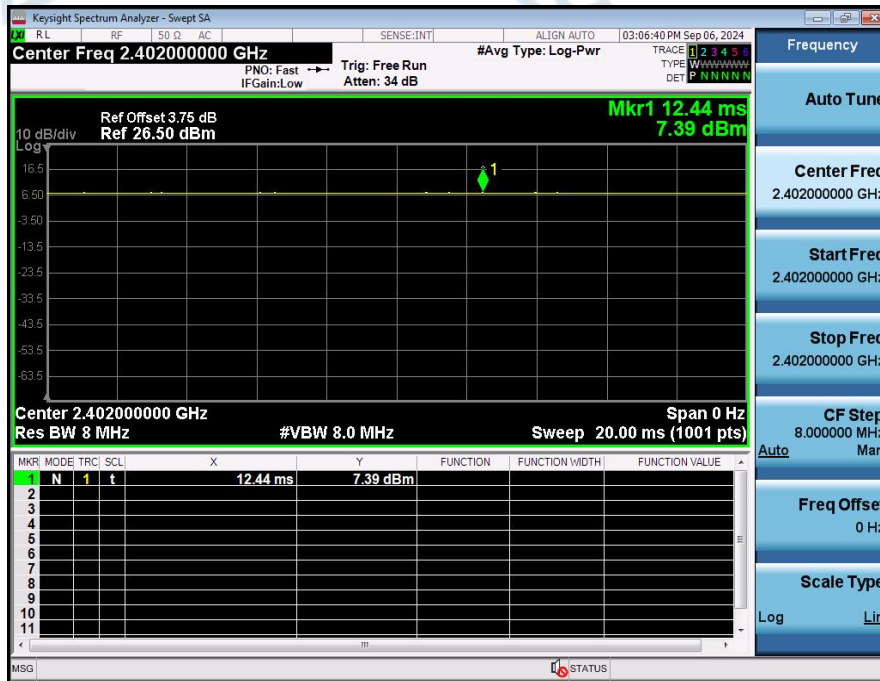 Keysight Spectrum Analyzer - Swept SA
LXI RL RF 50 Ω AC SENSE:INT ALIGN AUTO 03:06:40 PM Sep 06, 2024
Center Freq 2.402000000 GHz
PNO: Fast
IFGain:Low
Trig: Free Run
Atten: 34 dB
#Avg Type: Log-Pwr
TRACE 1 2 3 4 5 6
TYPE WWWWWW
DET P N N N N N
Mkr1 12.44 ms
7.39 dBm
Ref Offset 3.75 dB
10 dB/div Ref 26.50 dBm
Log
16.5
6.50
-3.50
-13.5
-23.5
-33.5
-43.5
-53.5
-63.5
1
Center 2.402000000 GHz Span 0 Hz
Res BW 8 MHz #VBW 8.0 MHz Sweep 20.00 ms (1001 pts)
MKR MODE TRC SCL X Y FUNCTION FUNCTION WIDTH FUNCTION VALUE
1 N 1 t 12.44 ms 7.39 dBm
2
3
4
5
6
7
8
9
10
11
MSG STATUS
Frequency
Auto Tune
Center Freq
2.402000000 GHz
Start Freq
2.402000000 GHz
Stop Freq
2.402000000 GHz
CF Step
8.000000 MHz
Auto Man
Freq Offset
0 Hz
Scale Type
Log Lin